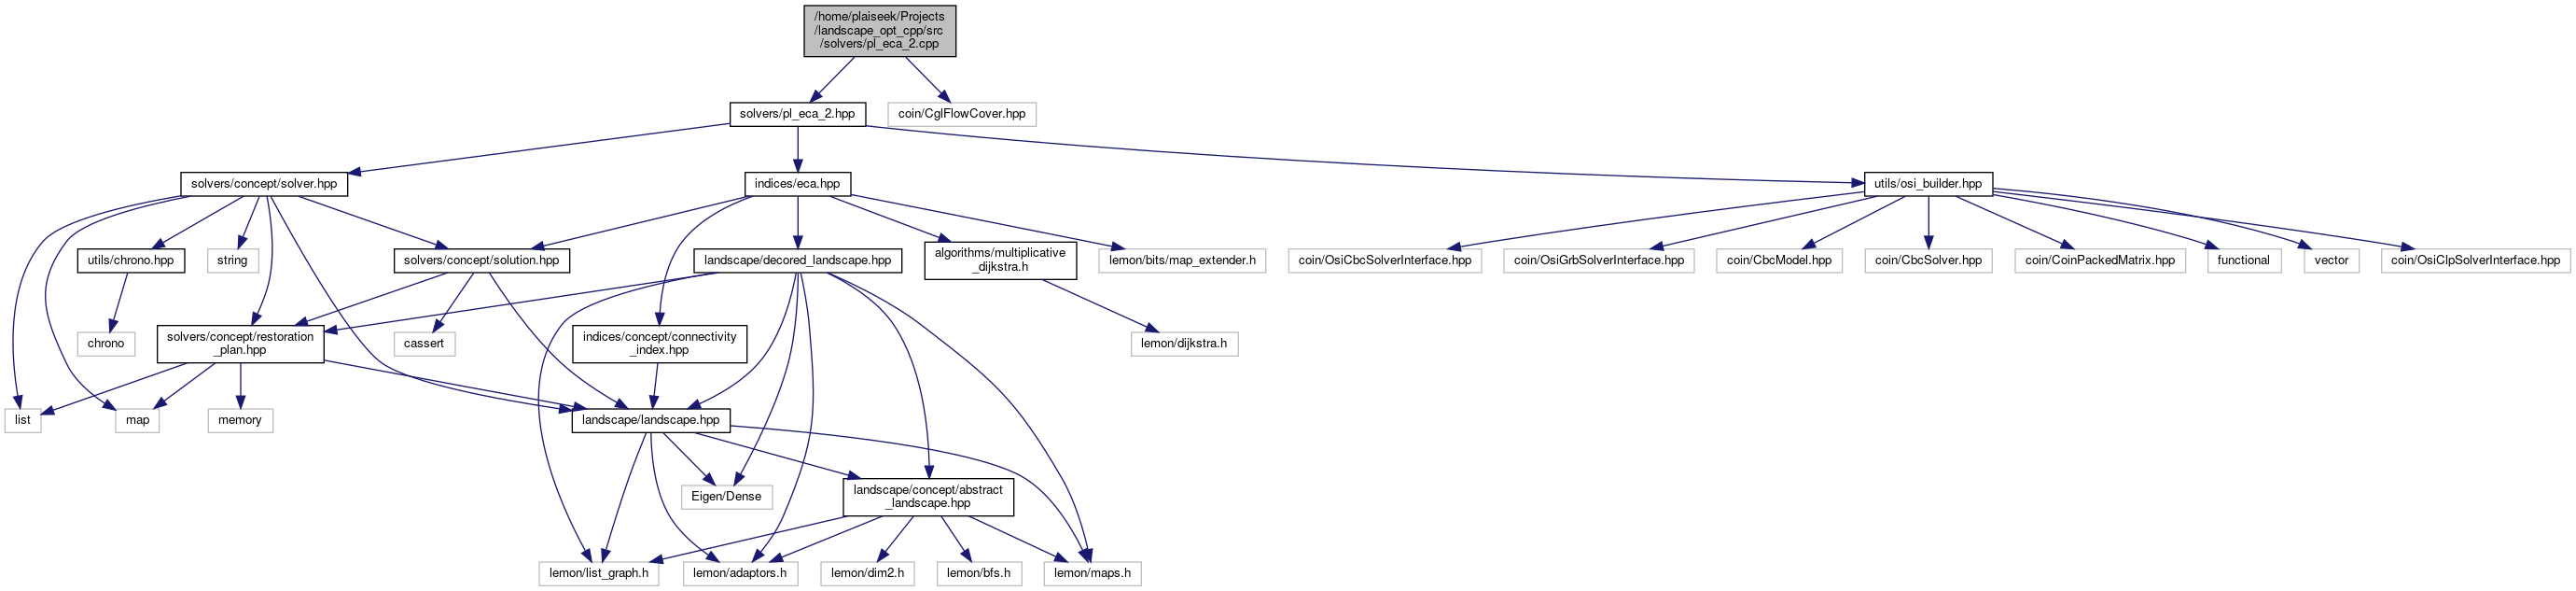 /home/plaiseek/Projects
/landscape_opt_cpp/src
/solvers/pl_eca_2.cpp
solvers/pl_eca_2.hpp
coin/CglFlowCover.hpp
solvers/concept/solver.hpp
indices/eca.hpp
utils/osi_builder.hpp
utils/chrono.hpp
string
solvers/concept/solution.hpp
landscape/decored_landscape.hpp
algorithms/multiplicative
_dijkstra.h
lemon/bits/map_extender.h
coin/OsiCbcSolverInterface.hpp
coin/OsiGrbSolverInterface.hpp
coin/CbcModel.hpp
coin/CbcSolver.hpp
coin/CoinPackedMatrix.hpp
functional
vector
coin/OsiClpSolverInterface.hpp
chrono
solvers/concept/restoration
_plan.hpp
cassert
indices/concept/connectivity
_index.hpp
lemon/dijkstra.h
list
map
memory
landscape/landscape.hpp
Eigen/Dense
landscape/concept/abstract
_landscape.hpp
lemon/list_graph.h
lemon/adaptors.h
lemon/dim2.h
lemon/bfs.h
lemon/maps.h